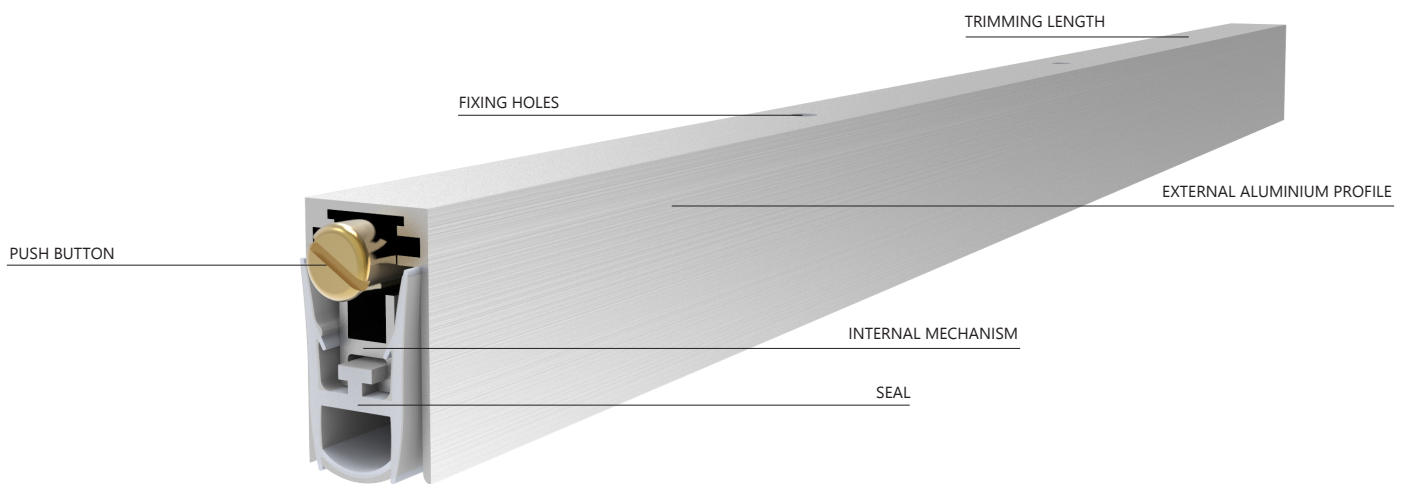 TRIMMING LENGTH
FIXING HOLES
EXTERNAL ALUMINIUM PROFILE
PUSH BUTTON
INTERNAL MECHANISM
SEAL